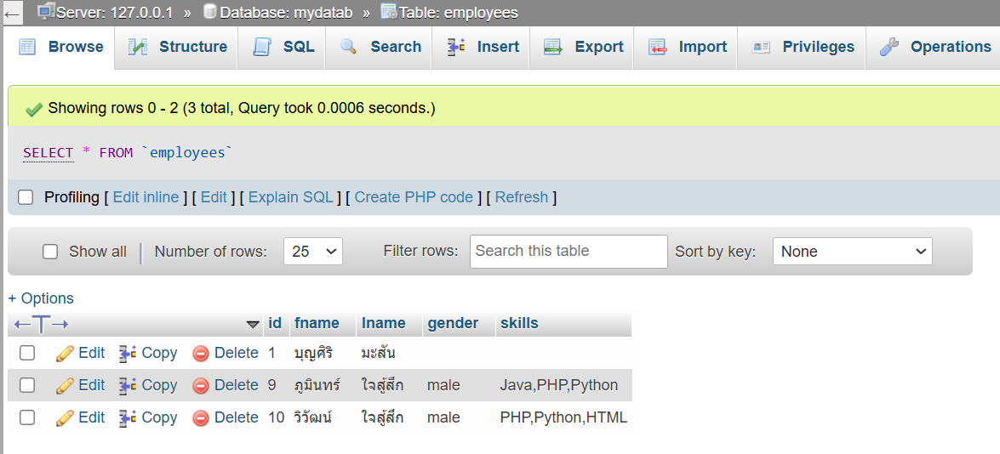 Server: 127.0.0.1 » Database: mydatab » Table: employees
Browse Structure SQL Search Insert Export Import Privileges Operations
Showing rows 0 - 2 (3 total, Query took 0.0006 seconds.)
SELECT * FROM `employees`
Profiling [ Edit inline ] [ Edit ] [ Explain SQL ] [ Create PHP code ] [ Refresh ]
Show all | Number of rows: 25 Filter rows: Search this table Sort by key: None
+ Options
←T→ id fname lname gender skills
Edit Copy Delete 1 บุญศิริ มะสัน
Edit Copy Delete 9 ภูมินทร์ ใจสู้สึก male Java,PHP,Python
Edit Copy Delete 10 วิวัฒน์ ใจสู้สึก male PHP,Python,HTML